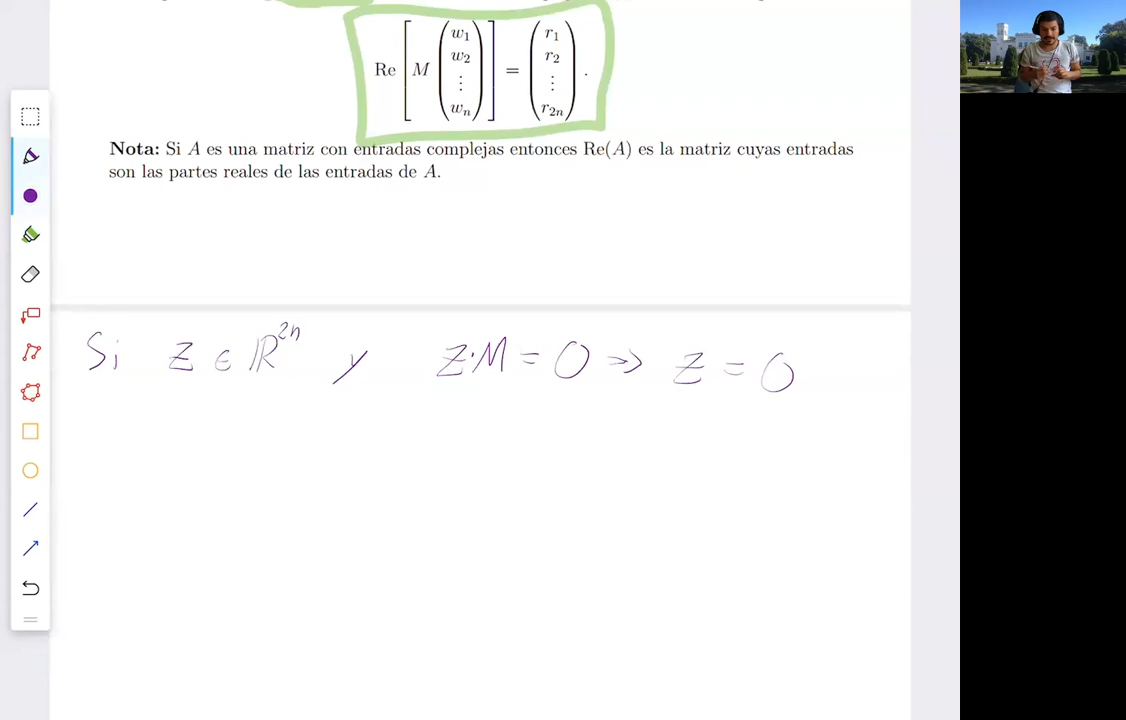 Re [ M ( w₁ w₂ ⋮ wₙ ) ] = ( r₁ r₂ ⋮ r₂ₙ ) .
Nota: Si A es una matriz con entradas complejas entonces Re(A) es la matriz cuyas entradas
son las partes reales de las entradas de A.
Si z ∈ ℝ²ⁿ y z·M = 0 => z = 0